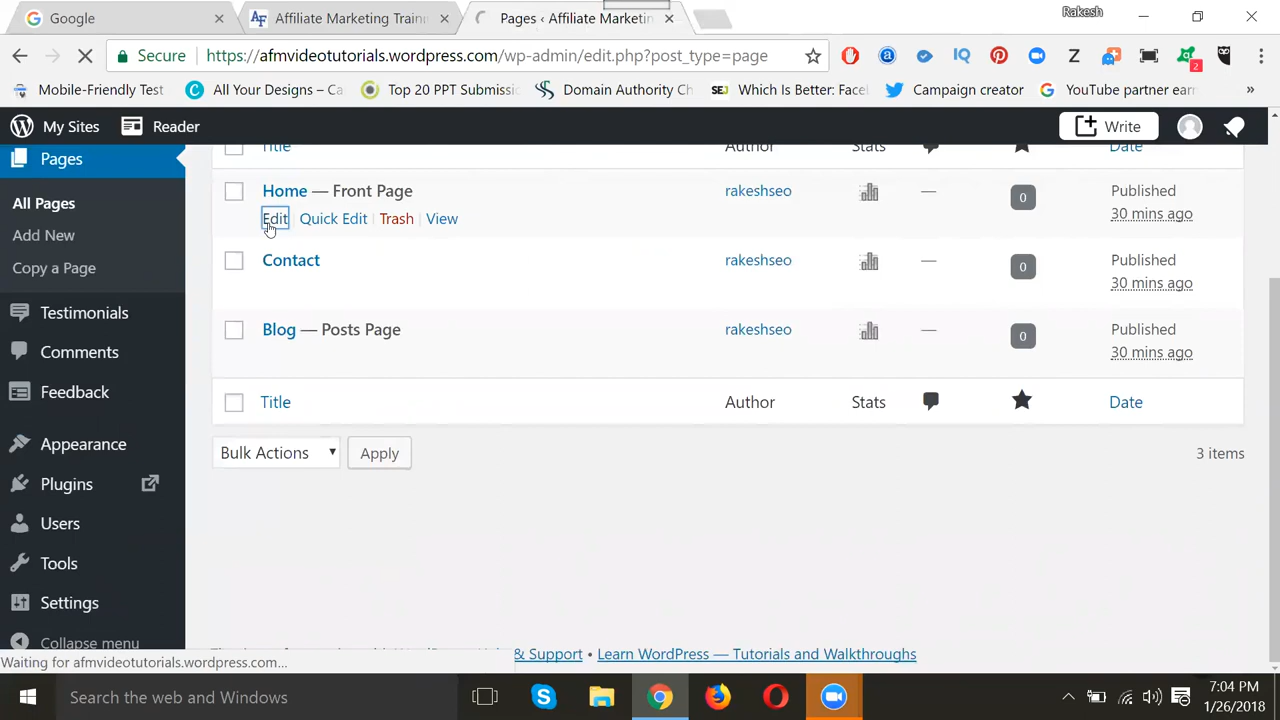 Google
Affiliate Marketing Traini
Pages ‹ Affiliate Marketin
Rakesh
Secure
https://afmvideotutorials.wordpress.com/wp-admin/edit.php?post_type=page
2
Mobile-Friendly Test
All Your Designs – Ca
Top 20 PPT Submissio
Domain Authority Ch
Which Is Better: Face
Campaign creator
YouTube partner earn
»
My Sites
Reader
Write
Pages
All Pages
Add New
Copy a Page
Testimonials
Comments
Feedback
Appearance
Plugins
Users
Tools
Settings
Collapse menu
Title Author Stats Date
Home — Front Page rakeshseo — 0 Published
30 mins ago
Edit | Quick Edit | Trash | View
Contact rakeshseo — 0 Published
30 mins ago
Blog — Posts Page rakeshseo — 0 Published
30 mins ago
Title Author Stats Date
Bulk Actions Apply 3 items
& Support • Learn WordPress — Tutorials and Walkthroughs
Waiting for afmvideotutorials.wordpress.com...
Search the web and Windows
7:04 PM
1/26/2018